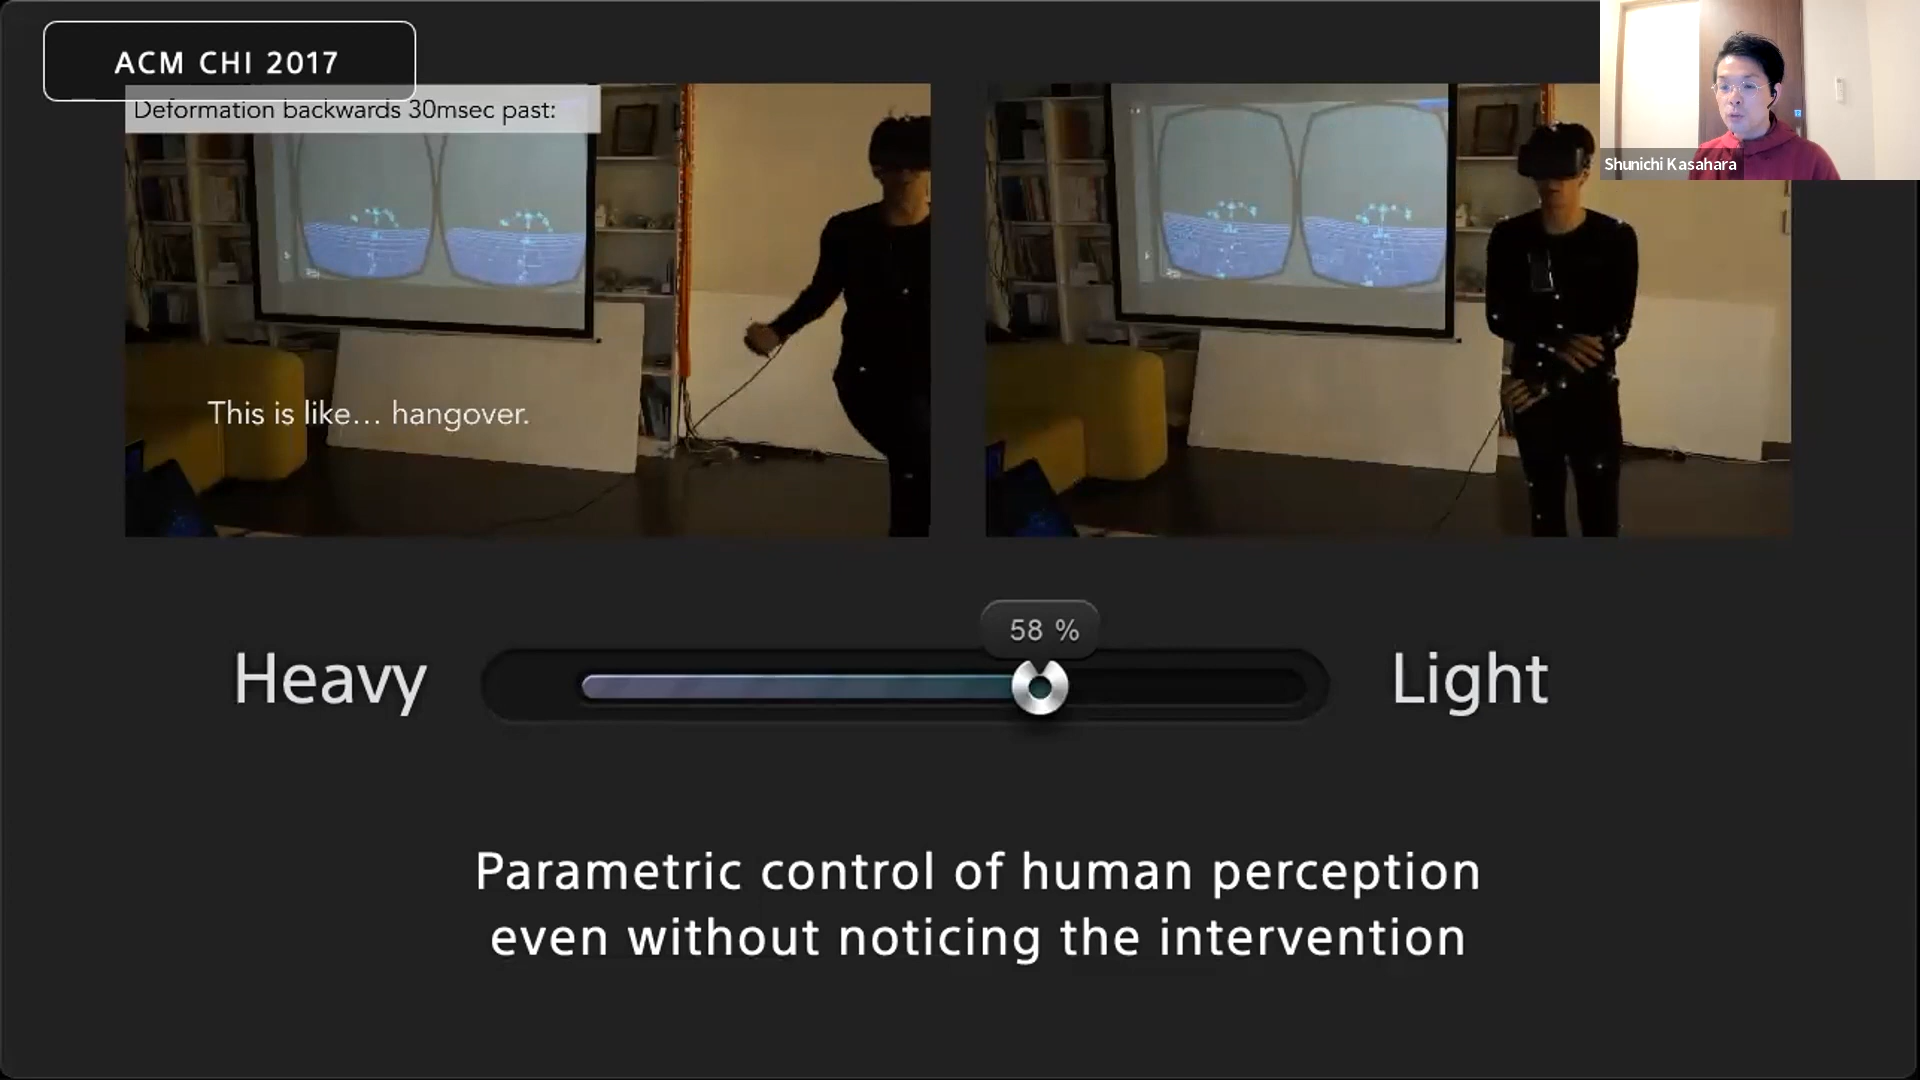 ACM CHI 2017
Deformation backwards 30msec past:
This is like... hangover.
Shunichi Kasahara
58 %
Heavy
Light
Parametric control of human perception
even without noticing the intervention